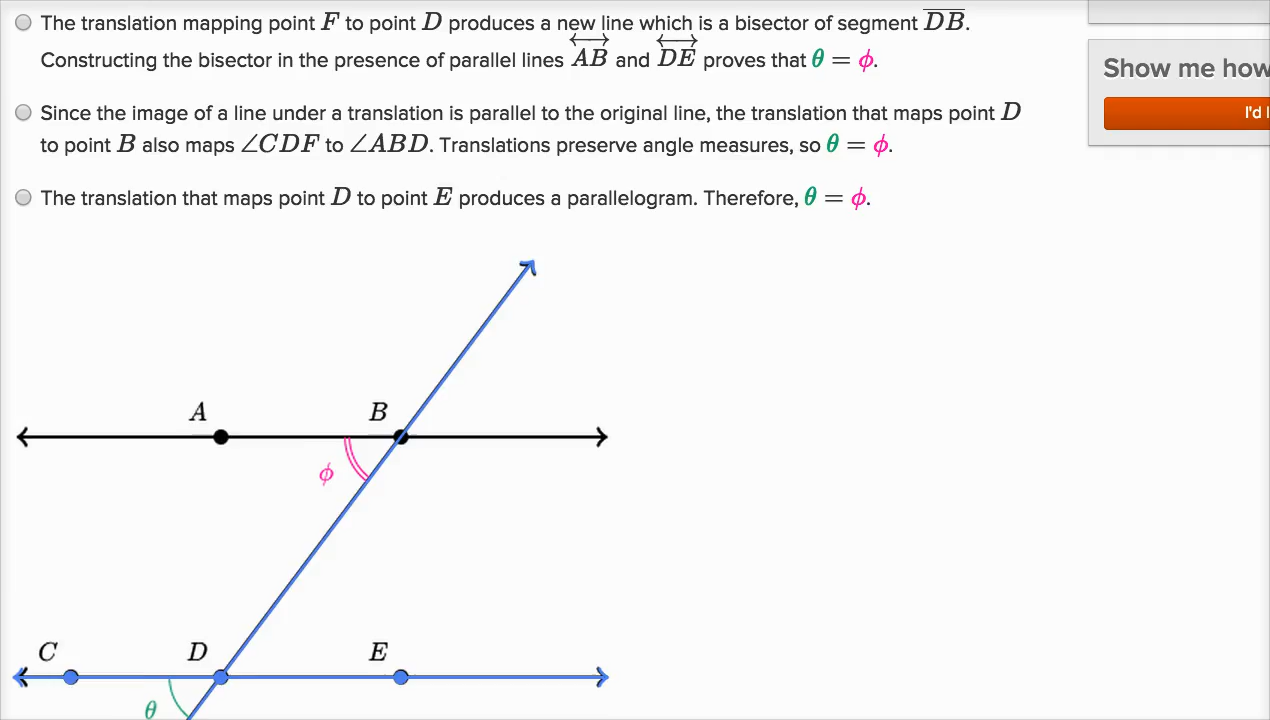 The translation mapping point F to point D produces a new line which is a bisector of segment DB.
Constructing the bisector in the presence of parallel lines AB and DE proves that θ = ϕ.
Show me how
I'd l
Since the image of a line under a translation is parallel to the original line, the translation that maps point D
to point B also maps ∠CDF to ∠ABD. Translations preserve angle measures, so θ = ϕ.
The translation that maps point D to point E produces a parallelogram. Therefore, θ = ϕ.
A B
ϕ
C D E
θ